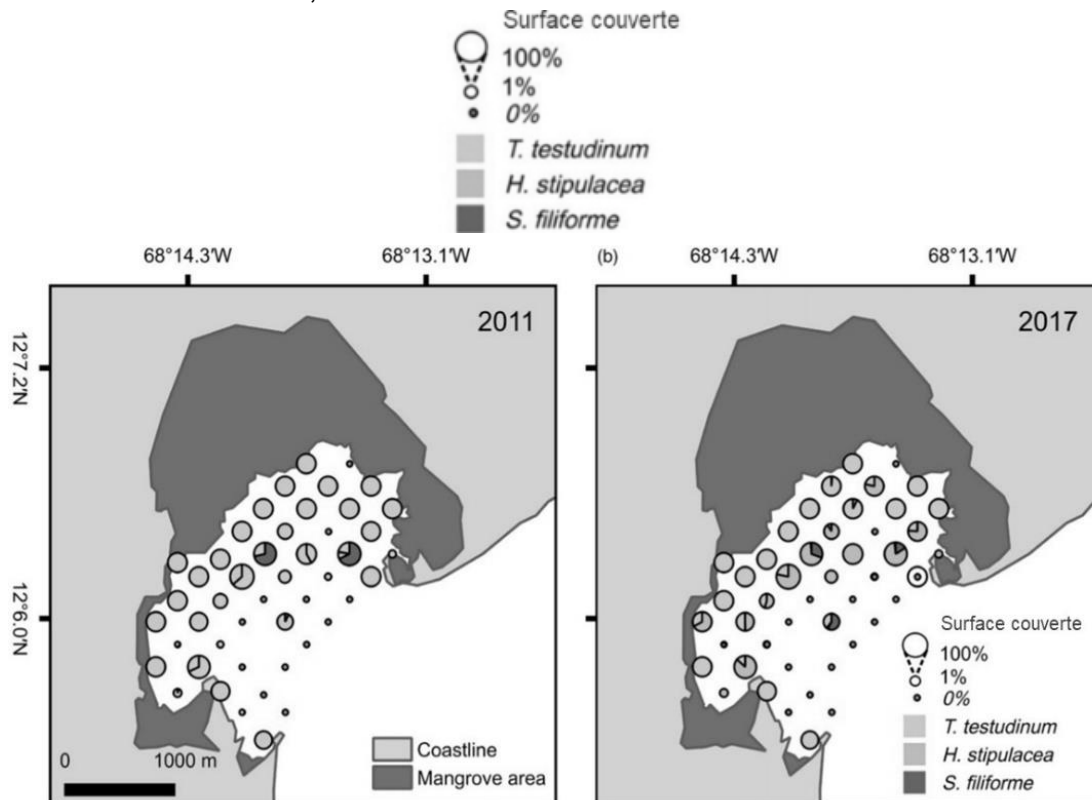 Surface couverte
100%
1%
0%
T. testudinum
H. stipulacea
S. filiforme
68°14.3'W
68°13.1'W
(b)
68°14.3'W
68°13.1'W
2011
2017
12°7.2'N
12°6.0'N
Surface couverte
100%
1%
0%
T. testudinum
H. stipulacea
S. filiforme
0
1000 m
Coastline
Mangrove area